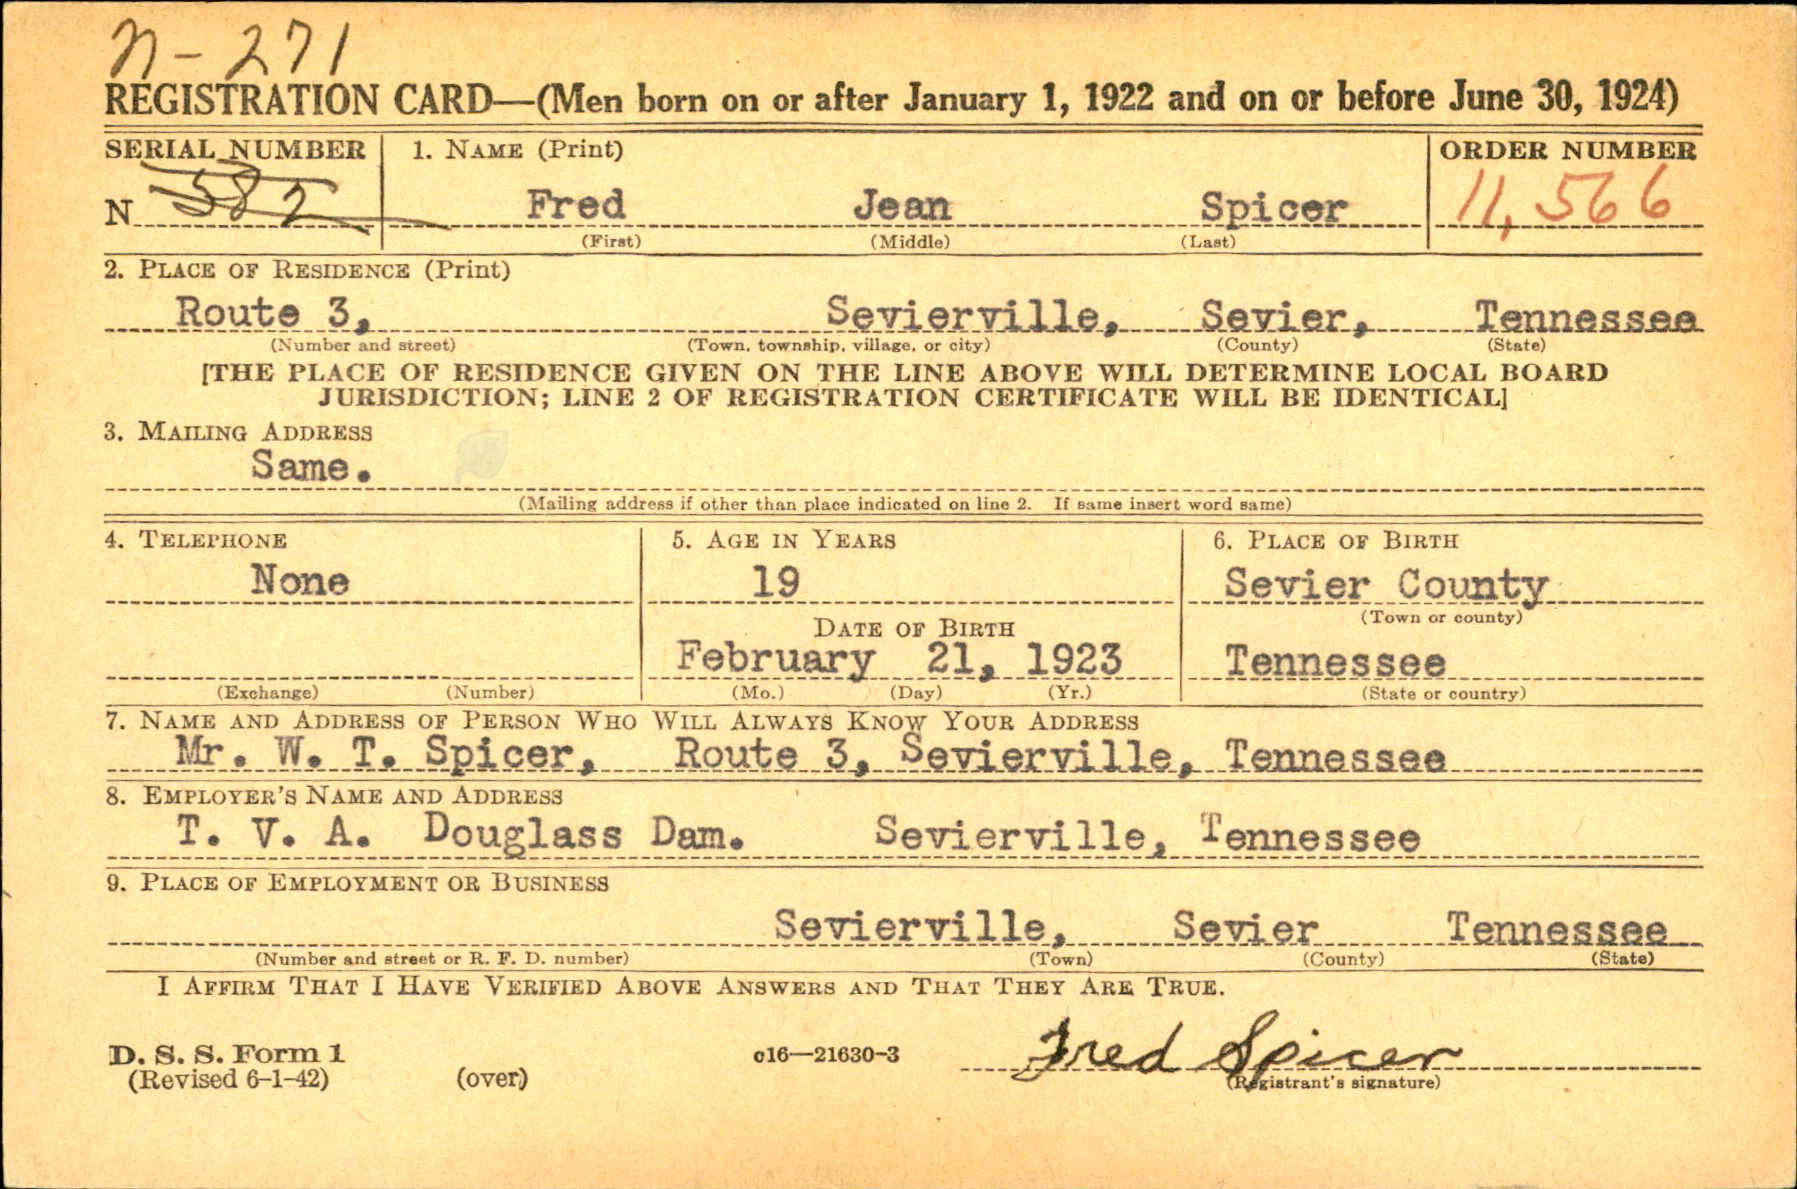 N-271
REGISTRATION CARD—(Men born on or after January 1, 1922 and on or before June 30, 1924)
SERIAL NUMBER 1. NAME (Print) ORDER NUMBER
N 582 Fred Jean Spicer 11,566
(First) (Middle) (Last)
2. PLACE OF RESIDENCE (Print)
Route 3, Sevierville, Sevier, Tennessee
(Number and street) (Town, township, village, or city) (County) (State)
[THE PLACE OF RESIDENCE GIVEN ON THE LINE ABOVE WILL DETERMINE LOCAL BOARD
JURISDICTION; LINE 2 OF REGISTRATION CERTIFICATE WILL BE IDENTICAL]
3. MAILING ADDRESS
Same.
(Mailing address if other than place indicated on line 2. If same insert word same)
4. TELEPHONE 5. AGE IN YEARS 6. PLACE OF BIRTH
None 19 Sevier County
(Town or county)
DATE OF BIRTH
February 21, 1923 Tennessee
(Exchange) (Number) (Mo.) (Day) (Yr.) (State or country)
7. NAME AND ADDRESS OF PERSON WHO WILL ALWAYS KNOW YOUR ADDRESS
Mr. W. T. Spicer, Route 3, Sevierville, Tennessee
8. EMPLOYER'S NAME AND ADDRESS
T. V. A. Douglass Dam. Sevierville, Tennessee
9. PLACE OF EMPLOYMENT OR BUSINESS
Sevierville, Sevier Tennessee
(Number and street or R. F. D. number) (Town) (County) (State)
I AFFIRM THAT I HAVE VERIFIED ABOVE ANSWERS AND THAT THEY ARE TRUE.
D. S. S. Form 1 c16—21630-3 Fred Spicer
(Revised 6-1-42) (over) (Registrant's signature)